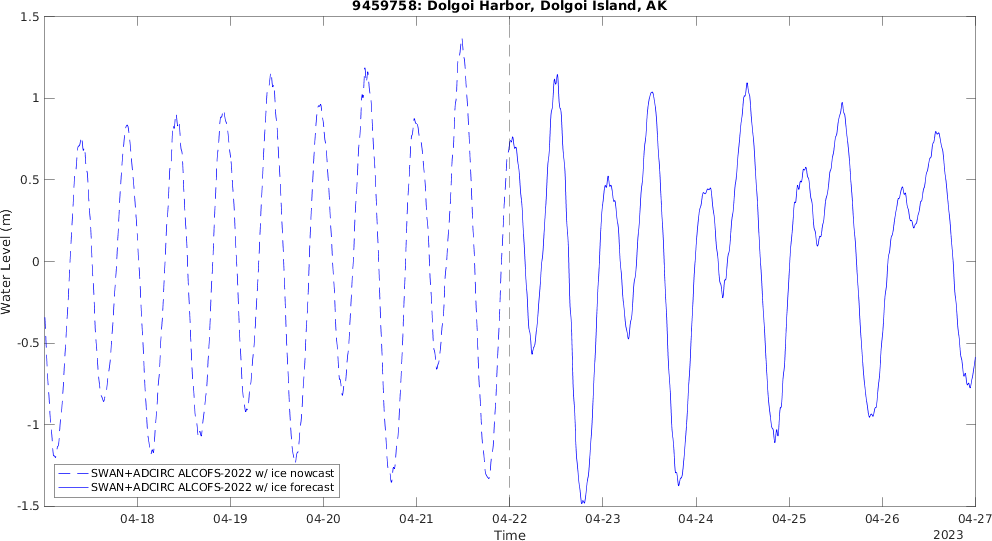 9459758: Dolgoi Harbor, Dolgoi Island, AK
1.5
1
0.5
0
-0.5
-1
-1.5
Water Level (m)
SWAN+ADCIRC ALCOFS-2022 w/ ice nowcast
SWAN+ADCIRC ALCOFS-2022 w/ ice forecast
04-18 04-19 04-20 04-21 04-22 04-23 04-24 04-25 04-26 04-27
Time
2023